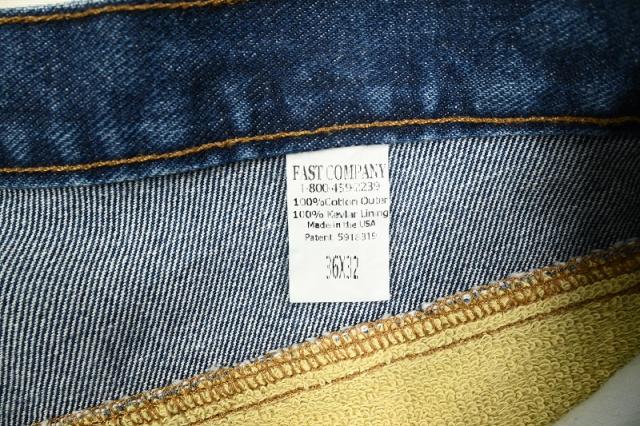 FAST COMPANY
1-800-459-2239
100%Cotton Outer
100% Kevlar Lining
Made in the USA
Patent 5918319
36X32